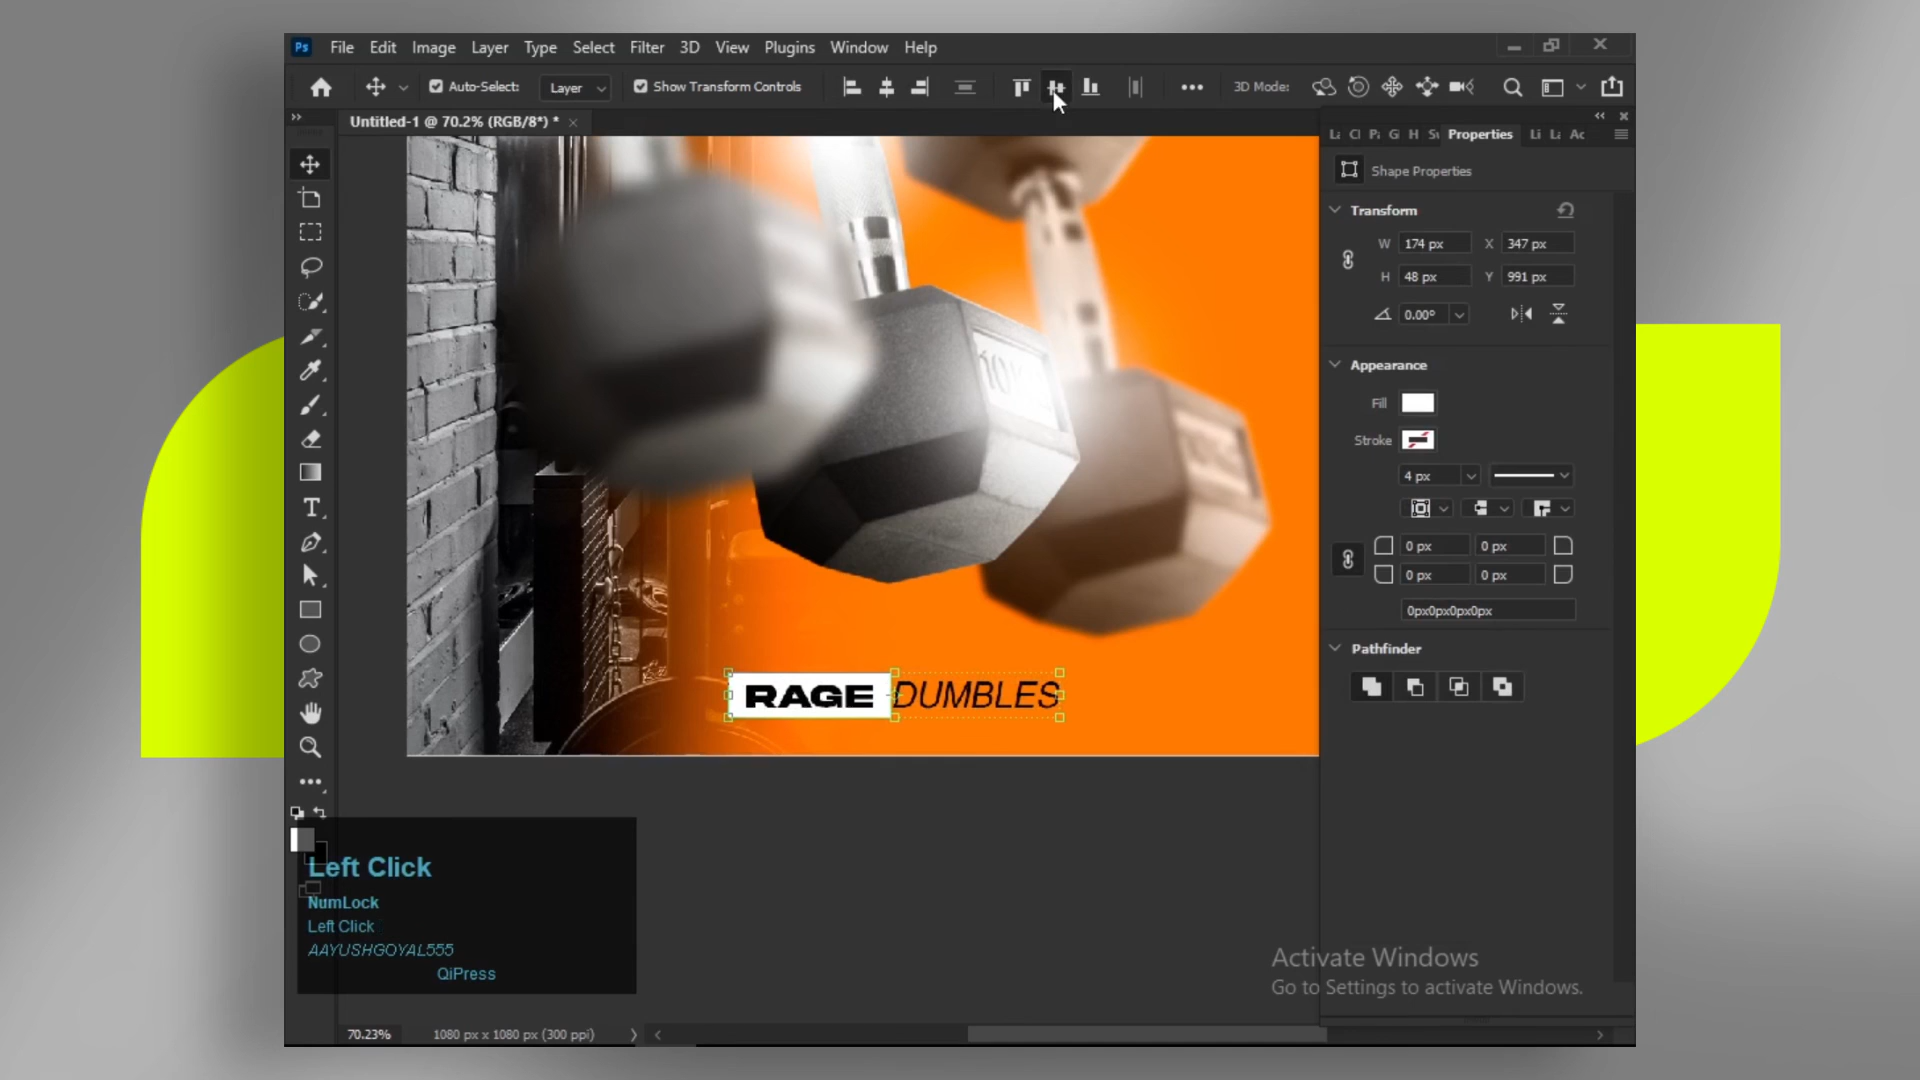 Ps File Edit Image Layer Type Select Filter 3D View Plugins Window Help
Auto-Select: Layer Show Transform Controls 3D Mode:
Untitled-1 @ 70.2% (RGB/8*) *
Properties
Shape Properties
Transform
W 174 px X 347 px
H 48 px Y 991 px
0.00°
Appearance
Fill
Stroke
4 px
0 px 0 px
0 px 0 px
0px0px0px0px
Pathfinder
RAGE DUMBLES
Left Click
NumLock
Left Click
AAYUSHGOYAL555
QiPress
Activate Windows
Go to Settings to activate Windows.
70.23% 1080 px x 1080 px (300 ppi)